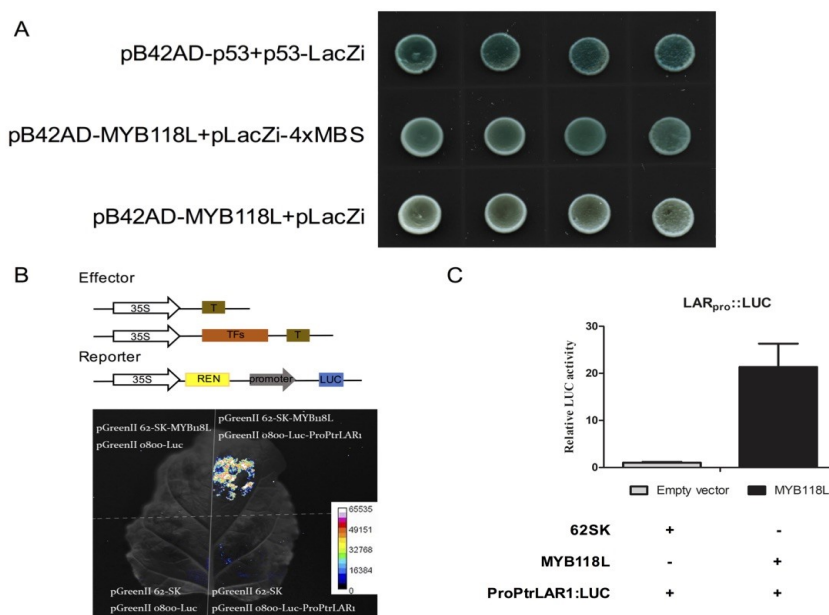 A
pB42AD-p53+p53-LacZi
pB42AD-MYB118L+pLacZi-4xMBS
pB42AD-MYB118L+pLacZi
B
Effector
35S
T
35S
TFs
T
Reporter
35S
REN
promoter
LUC
pGreenII 62-SK-MYB118L
pGreenII 0800-Luc
pGreenII 62-SK-MYB118L
pGreenII 0800-Luc-ProPtrLAR1
65535
49151
32768
16384
0
pGreenII 62-SK
pGreenII 0800-Luc
pGreenII 62-SK
pGreenII 0800-Luc-ProPtrLAR1
C
LARpro::LUC
Relative LUC activity
30
20
10
0
Empty vector
MYB118L
62SK + -
MYB118L - +
ProPtrLAR1:LUC + +